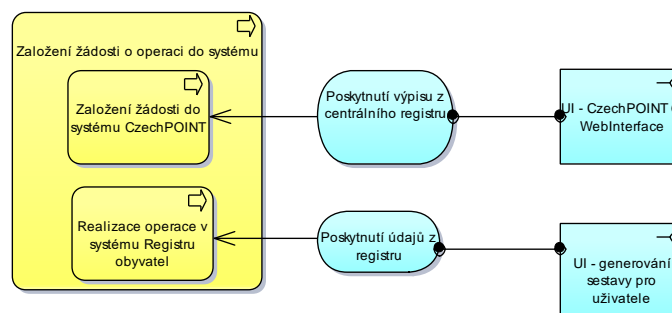 Založení žádosti o operaci do systému
Založení žádosti do
systému CzechPOINT
Poskytnutí výpisu z
centrálního registru
UI - CzechPOINT
WebInterface
Realizace operace v
systému Registru
obyvatel
Poskytnutí údajů z
registru
UI - generování
sestavy pro
uživatele